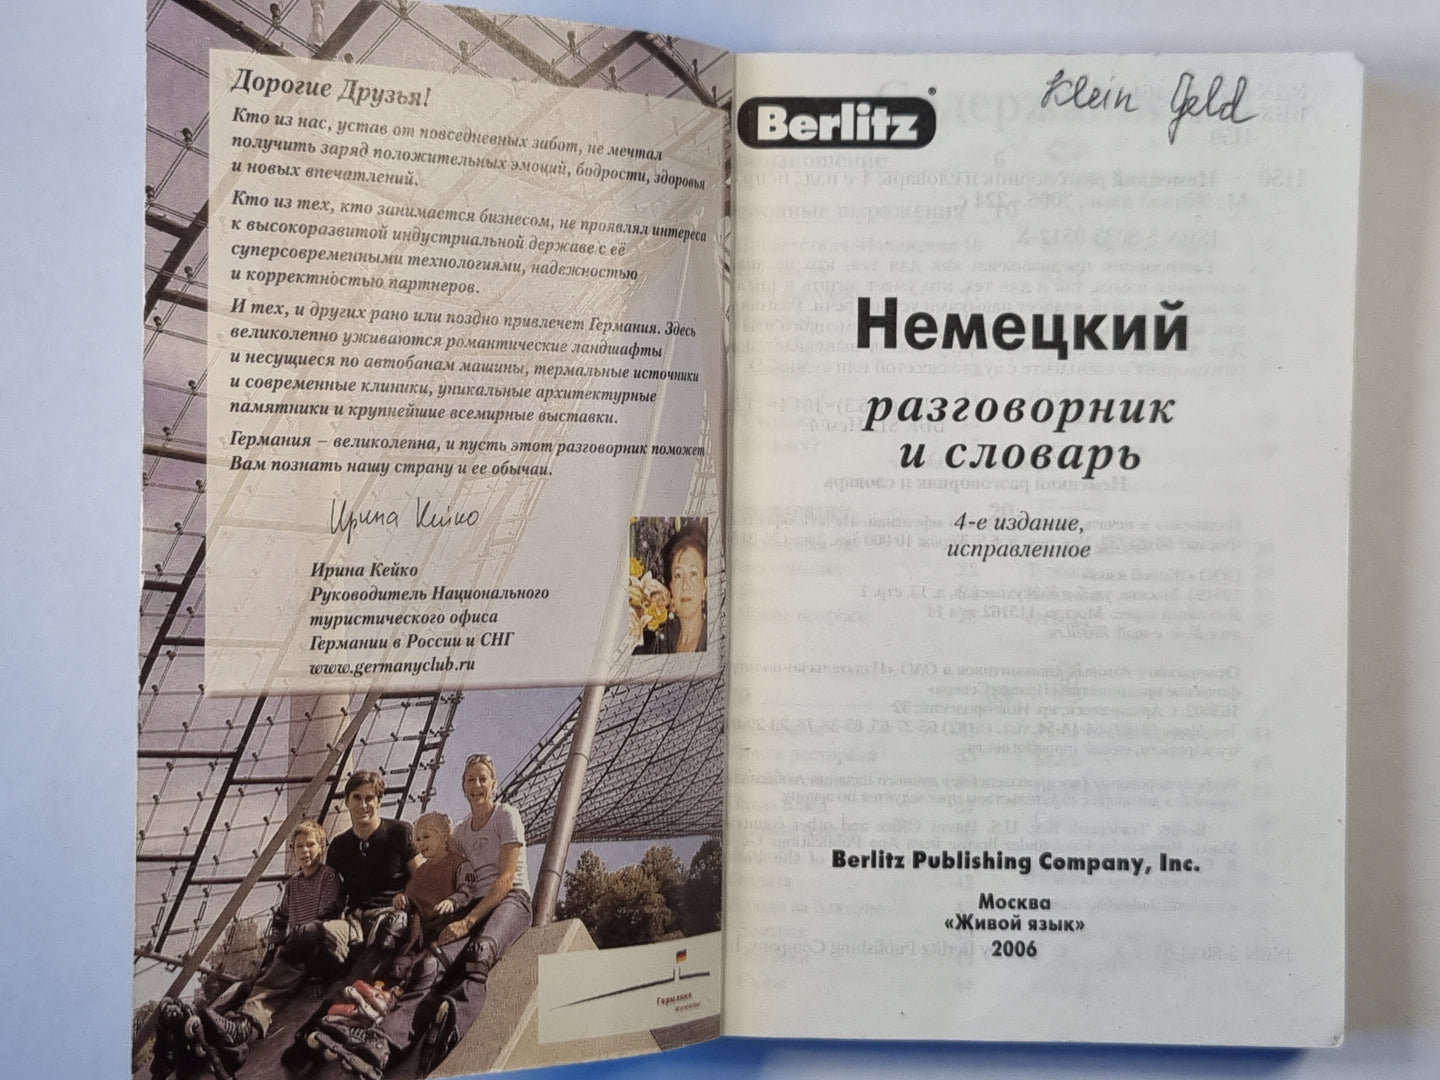 Дорогие Друзья!
Кто из нас, устав от повседневных забот, не мечтал
получить заряд положительных эмоций, бодрости, здоровья
и новых впечатлений.
Кто из тех, кто занимается бизнесом, не проявлял интереса
к высокоразвитой индустриальной державе с её
суперсовременными технологиями, надежностью
и корректностью партнеров.
И тех, и других рано или поздно привлечет Германия. Здесь
великолепно уживаются романтические ландшафты
и несущиеся по автобанам машины, термальные источники
и современные клиники, уникальные архитектурные
памятники и крупнейшие всемирные выставки.
Германия – великолепна, и пусть этот разговорник поможет
Вам познать нашу страну и ее обычаи.
Ирина Кейко
Ирина Кейко
Руководитель Национального
туристического офиса
Германии в России и СНГ
www.germanyclub.ru
Германия
Klein Geld
Berlitz
Немецкий
разговорник
и словарь
4-е издание,
исправленное
Berlitz Publishing Company, Inc.
Москва
«Живой язык»
2006